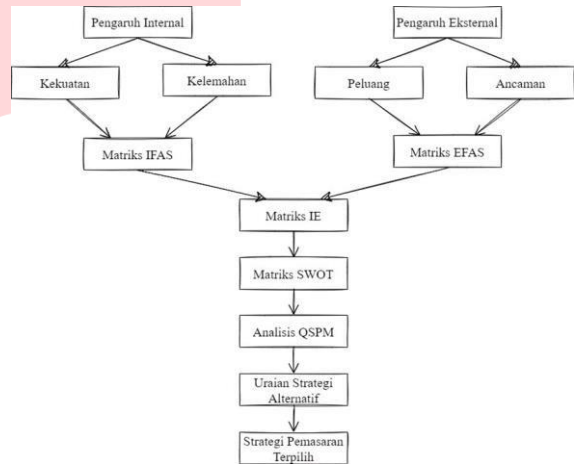 Pengaruh Internal
Pengaruh Eksternal
Kekuatan
Kelemahan
Peluang
Ancaman
Matriks IFAS
Matriks EFAS
Matriks IE
Matriks SWOT
Analisis QSPM
Uraian Strategi
Alternatif
Strategi Pemasaran
Terpilih